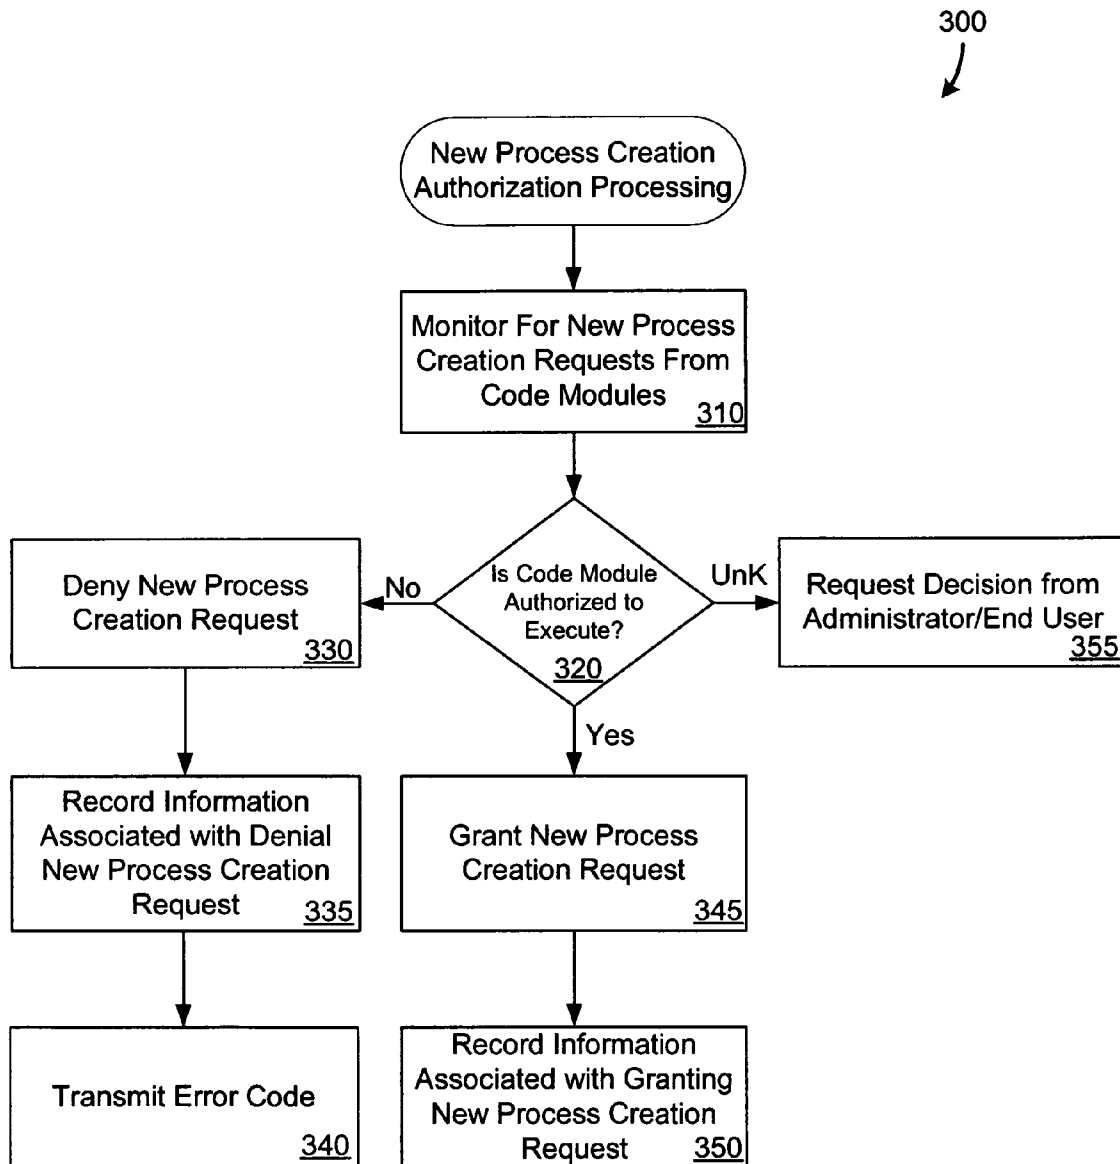 300
New Process Creation
Authorization Processing
Monitor For New Process
Creation Requests From
Code Modules
310
Is Code Module
Authorized to
Execute?
320
No
UnK
Yes
Deny New Process
Creation Request
330
Request Decision from
Administrator/End User
355
Record Information
Associated with Denial
New Process Creation
Request
335
Grant New Process
Creation Request
345
Transmit Error Code
340
Record Information
Associated with Granting
New Process Creation
Request
350